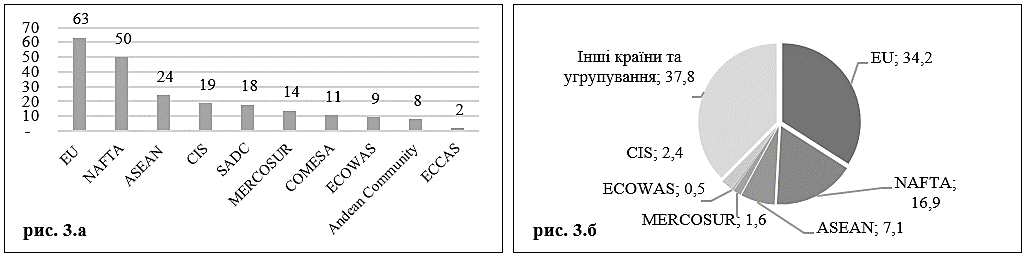 70
60
50
40
30
20
10
-
63
50
24
19
18
14
11
9
8
2
EU
NAFTA
ASEAN
CIS
SADC
MERCOSUR
COMESA
ECOWAS
Andean Community
ECCAS
рис. 3.а
Інші країни та
угрупування; 37,8
EU; 34,2
CIS; 2,4
ECOWAS; 0,5
MERCOSUR; 1,6
ASEAN; 7,1
NAFTA;
16,9
рис. 3.б